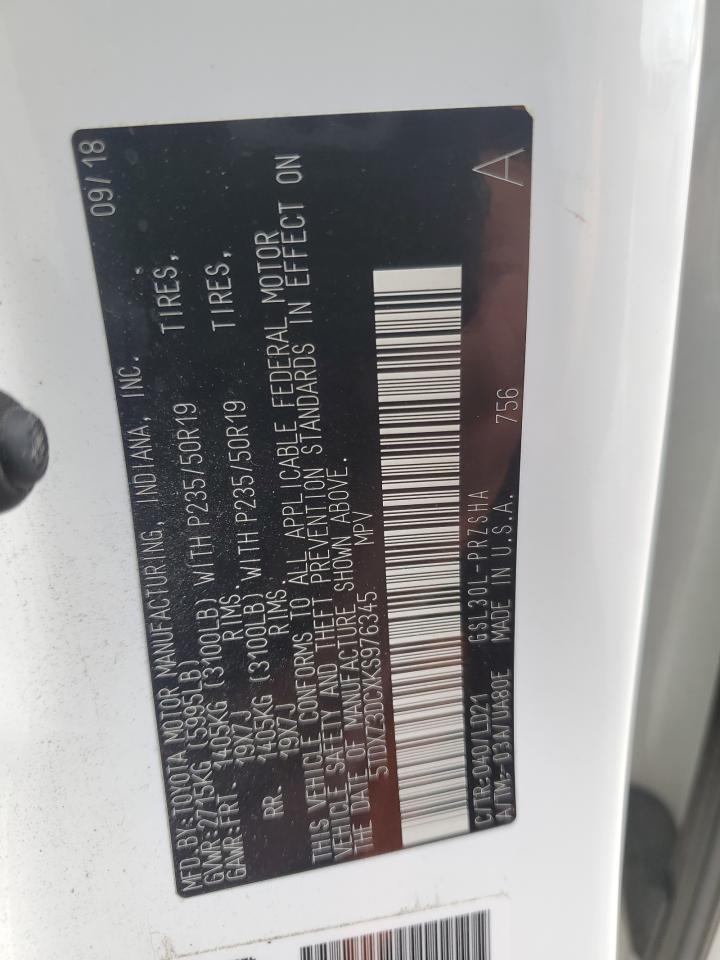 MFD.BY:TOYOTA MOTOR MANUFACTURING, INDIANA, INC. 09/18
GVWR:2715KG (5995LB)
GAWR:FRT. 1405KG (3100LB) WITH P235/50R19 TIRES,
19X7J RIMS.
RR. 1405KG (3100LB) WITH P235/50R19 TIRES,
19X7J RIMS.
THIS VEHICLE CONFORMS TO ALL APPLICABLE FEDERAL MOTOR
VEHICLE SAFETY AND THEFT PREVENTION STANDARDS IN EFFECT ON
THE DATE OF MANUFACTURE SHOWN ABOVE.
5TDXZ3DCXKS976345 MPV
C/TR:040/LD21 GSL30L-PRZSHA 756 A
A/TM:-03A/UA80E MADE IN U.S.A.